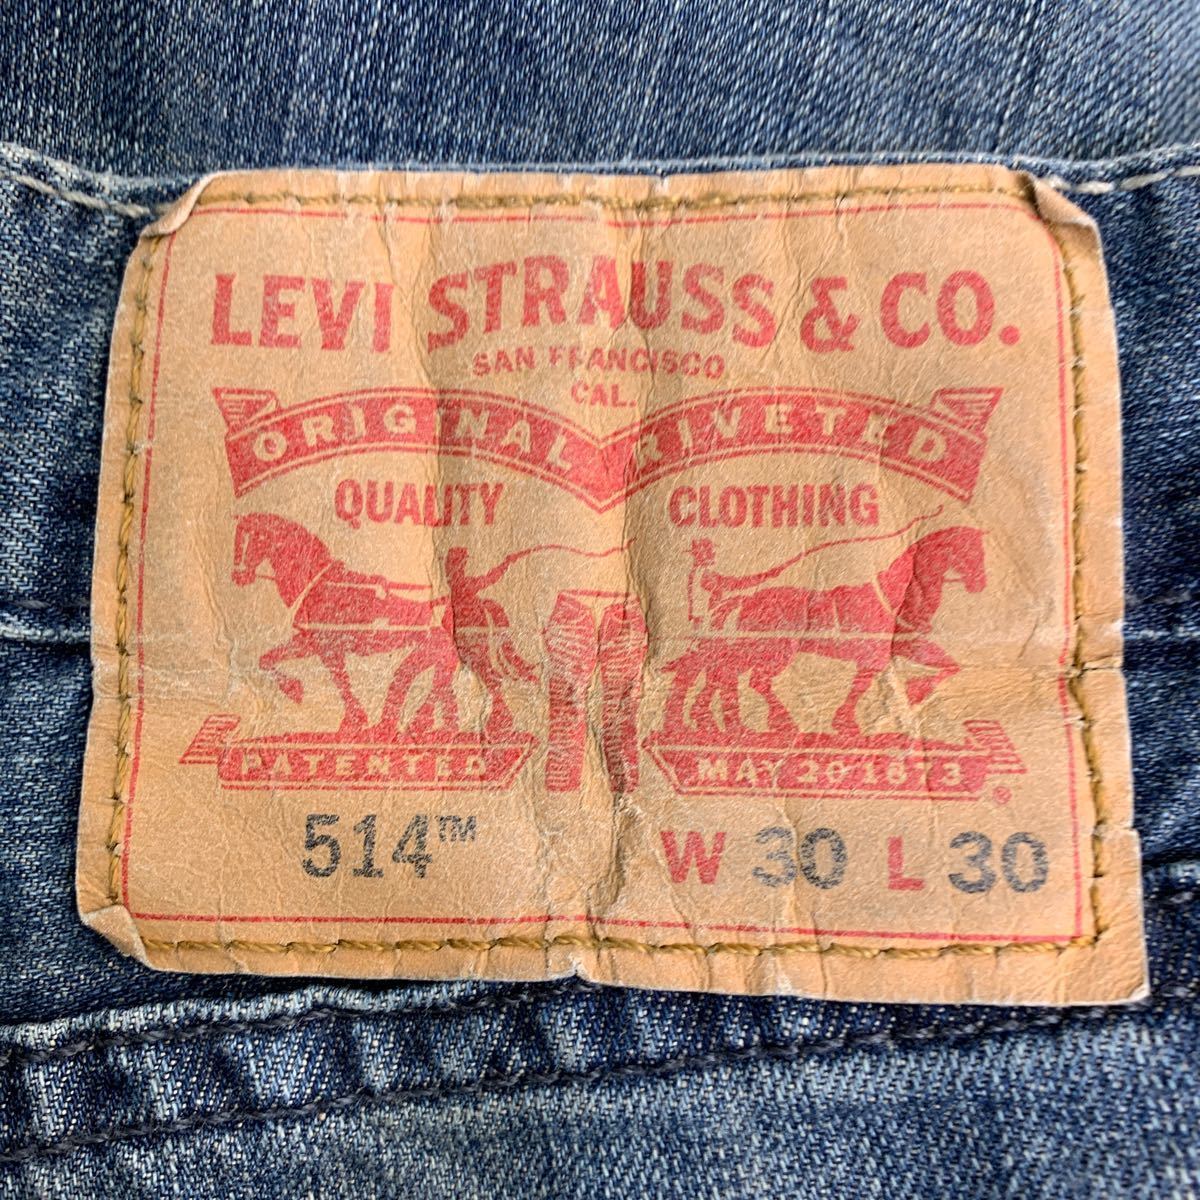 LEVI STRAUSS & CO.
SAN FRANCISCO
CAL.
ORIGINAL RIVETED
QUALITY CLOTHING
PATENTED MAY 20 1873 ®
514™ W 30 L 30